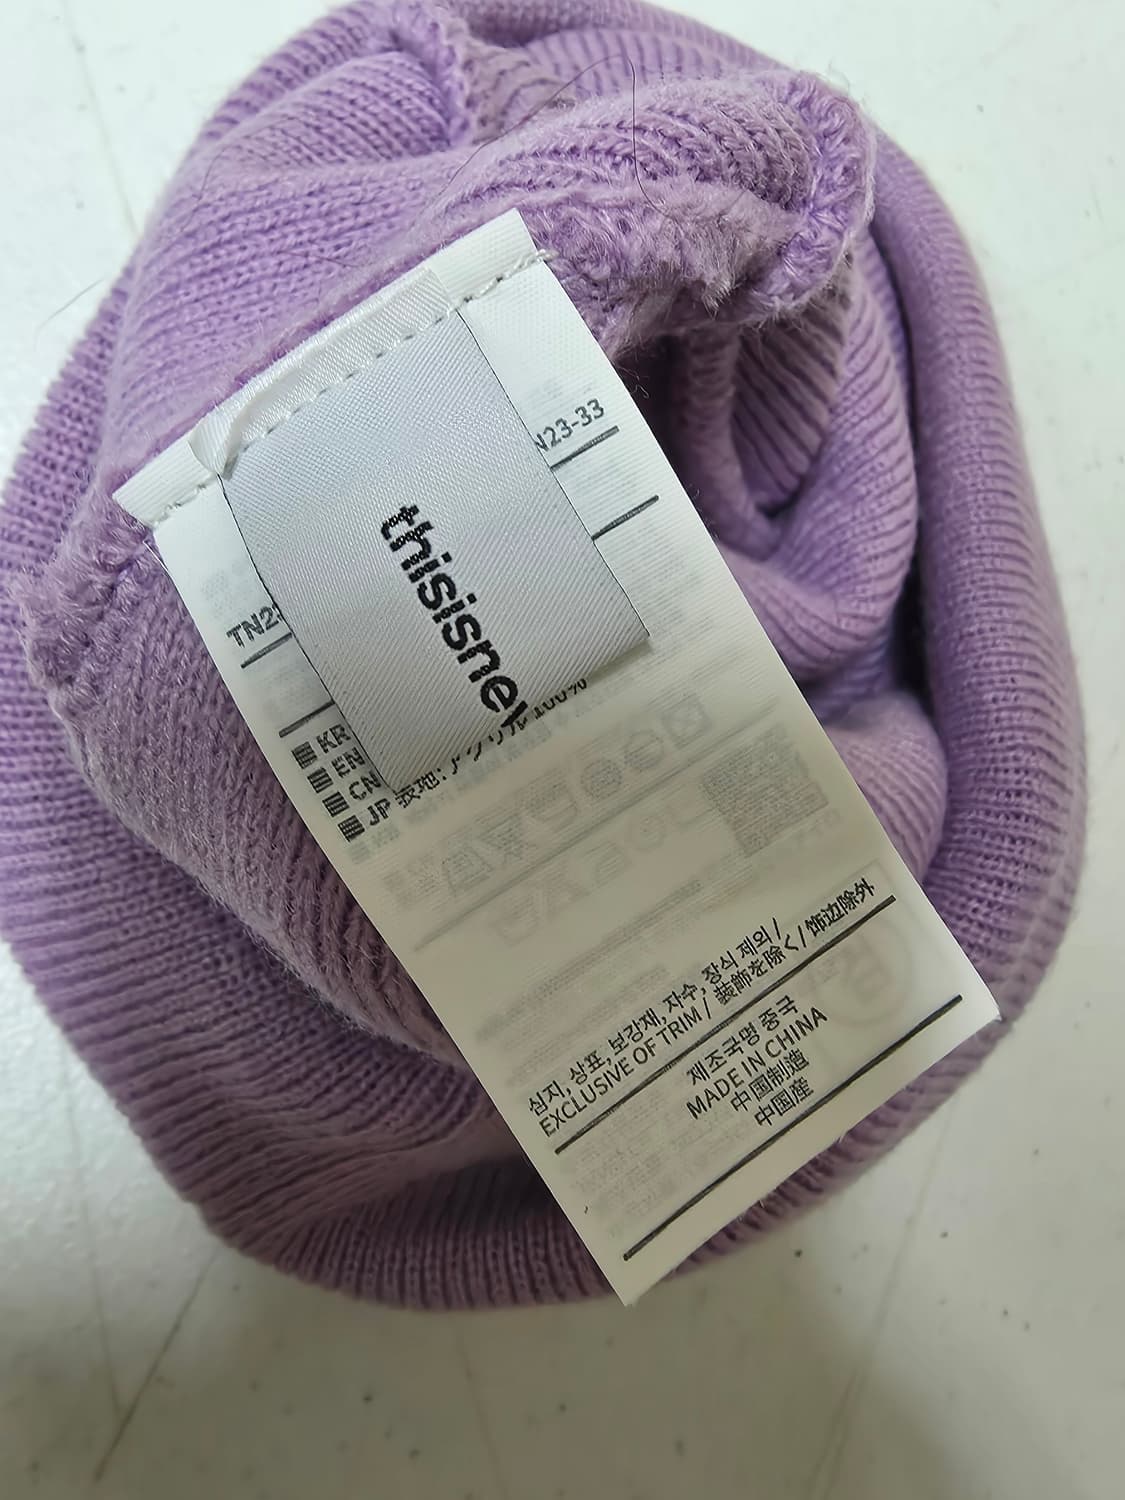 thisisne
N23-33
TN2
KR
EN
CN
JP 表地: アクリル 100%
심지, 상표, 보강재, 자수, 장식 제외 /
EXCLUSIVE OF TRIM / 装飾を除く / 饰边除外
제조국명 중국
MADE IN CHINA
中国制造
中国産